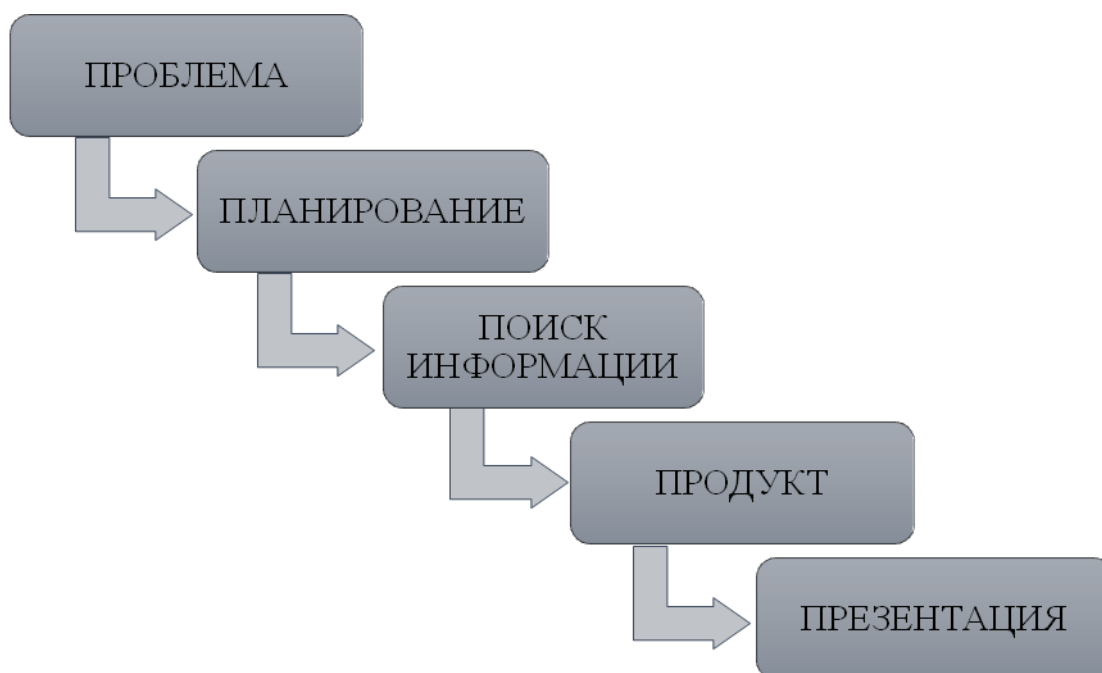 ПРОБЛЕМА
ПЛАНИРОВАНИЕ
ПОИСК
ИНФОРМАЦИИ
ПРОДУКТ
ПРЕЗЕНТАЦИЯ